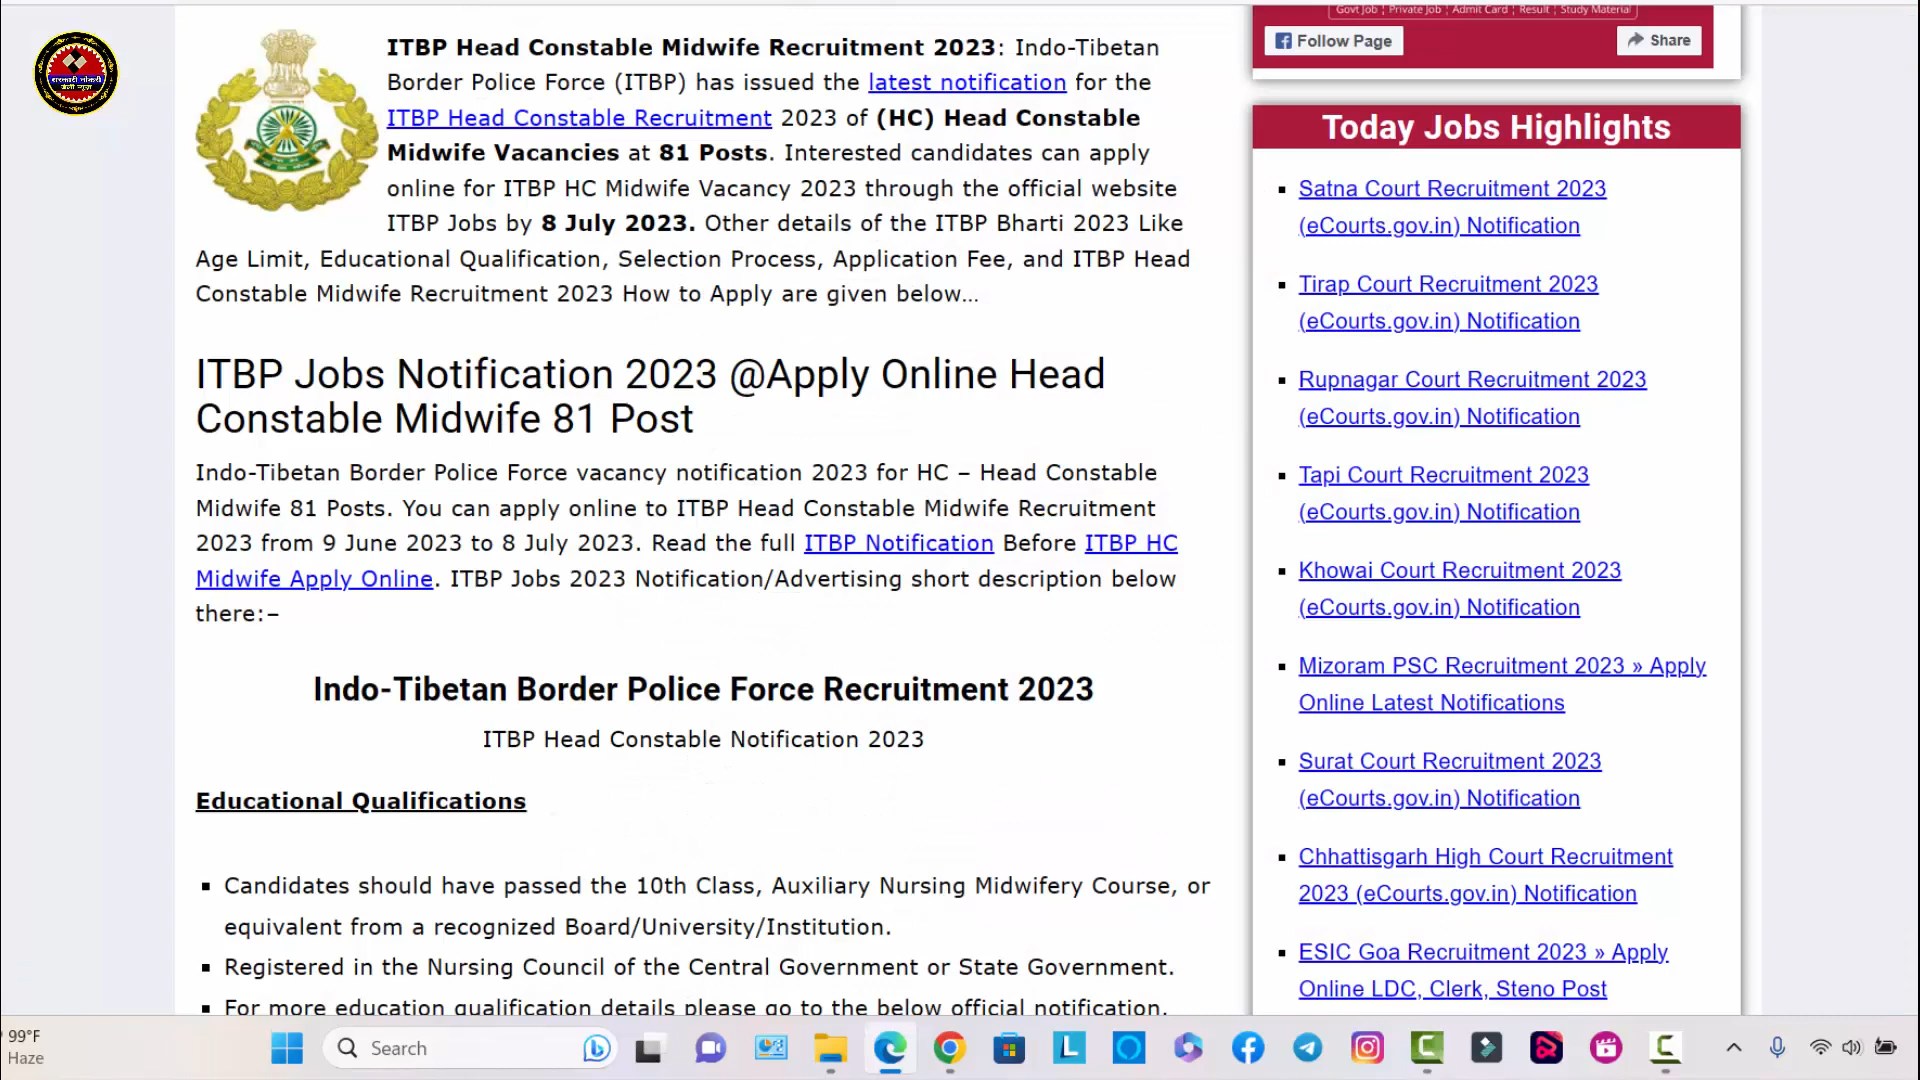 सरकारी नोकरी
ITBP Head Constable Midwife Recruitment 2023: Indo-Tibetan
Border Police Force (ITBP) has issued the latest notification for the
ITBP Head Constable Recruitment 2023 of (HC) Head Constable
Midwife Vacancies at 81 Posts. Interested candidates can apply
online for ITBP HC Midwife Vacancy 2023 through the official website
ITBP Jobs by 8 July 2023. Other details of the ITBP Bharti 2023 Like
Age Limit, Educational Qualification, Selection Process, Application Fee, and ITBP Head
Constable Midwife Recruitment 2023 How to Apply are given below...
ITBP Jobs Notification 2023 @Apply Online Head
Constable Midwife 81 Post
Indo-Tibetan Border Police Force vacancy notification 2023 for HC – Head Constable
Midwife 81 Posts. You can apply online to ITBP Head Constable Midwife Recruitment
2023 from 9 June 2023 to 8 July 2023. Read the full ITBP Notification Before ITBP HC
Midwife Apply Online. ITBP Jobs 2023 Notification/Advertising short description below
there:–
Indo-Tibetan Border Police Force Recruitment 2023
ITBP Head Constable Notification 2023
Educational Qualifications
▪ Candidates should have passed the 10th Class, Auxiliary Nursing Midwifery Course, or
equivalent from a recognized Board/University/Institution.
▪ Registered in the Nursing Council of the Central Government or State Government.
▪ For more education qualification details please go to the below official notification.
Govt Job ¦ Private Job ¦ Admit Card ¦ Result ¦ Study Material
Follow Page
Share
Today Jobs Highlights
▪ Satna Court Recruitment 2023
(eCourts.gov.in) Notification
▪ Tirap Court Recruitment 2023
(eCourts.gov.in) Notification
▪ Rupnagar Court Recruitment 2023
(eCourts.gov.in) Notification
▪ Tapi Court Recruitment 2023
(eCourts.gov.in) Notification
▪ Khowai Court Recruitment 2023
(eCourts.gov.in) Notification
▪ Mizoram PSC Recruitment 2023 » Apply
Online Latest Notifications
▪ Surat Court Recruitment 2023
(eCourts.gov.in) Notification
▪ Chhattisgarh High Court Recruitment
2023 (eCourts.gov.in) Notification
▪ ESIC Goa Recruitment 2023 » Apply
Online LDC, Clerk, Steno Post
99°F
Haze
Search